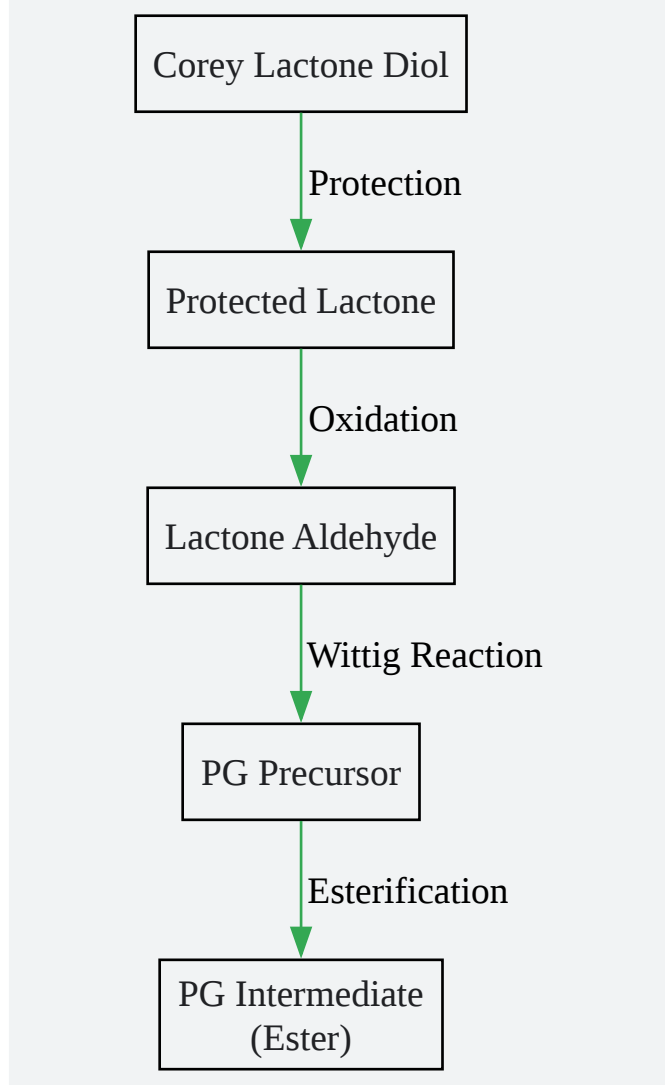 Corey Lactone Diol
Protection
Protected Lactone
Oxidation
Lactone Aldehyde
Wittig Reaction
PG Precursor
Esterification
PG Intermediate
(Ester)